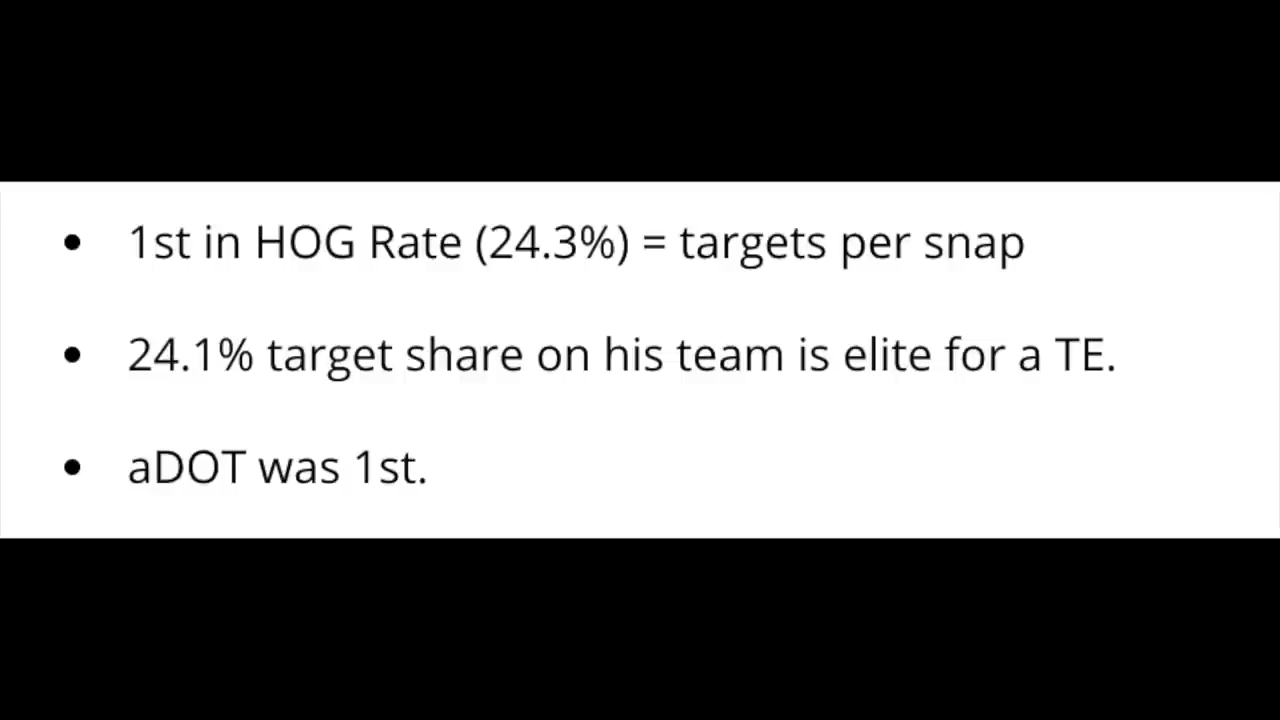 • 1st in HOG Rate (24.3%) = targets per snap
• 24.1% target share on his team is elite for a TE.
• aDOT was 1st.